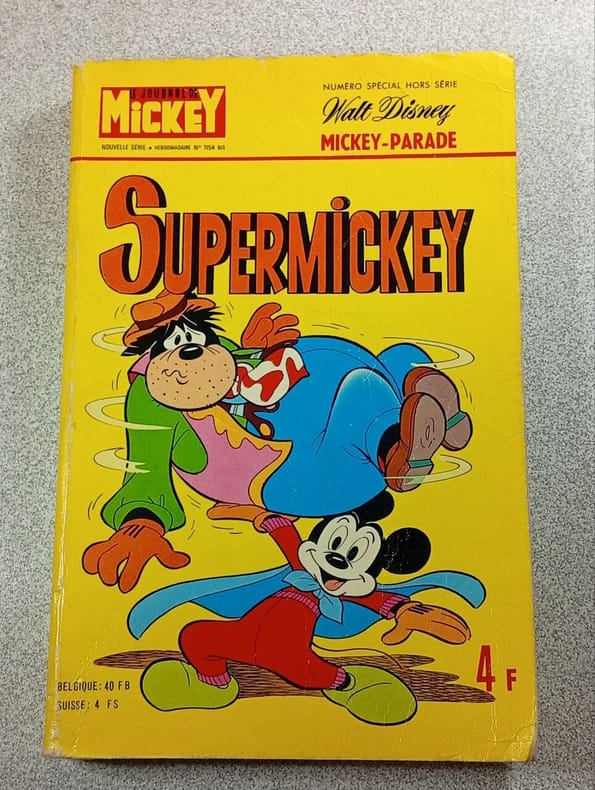 LE JOURNAL DE
MICKEY
NOUVELLE SÉRIE • HEBDOMADAIRE N° 1154 BIS
NUMÉRO SPÉCIAL HORS SÉRIE
Walt Disney
MICKEY-PARADE
SUPERMICKEY
4 F
BELGIQUE: 40 FB
SUISSE: 4 FS